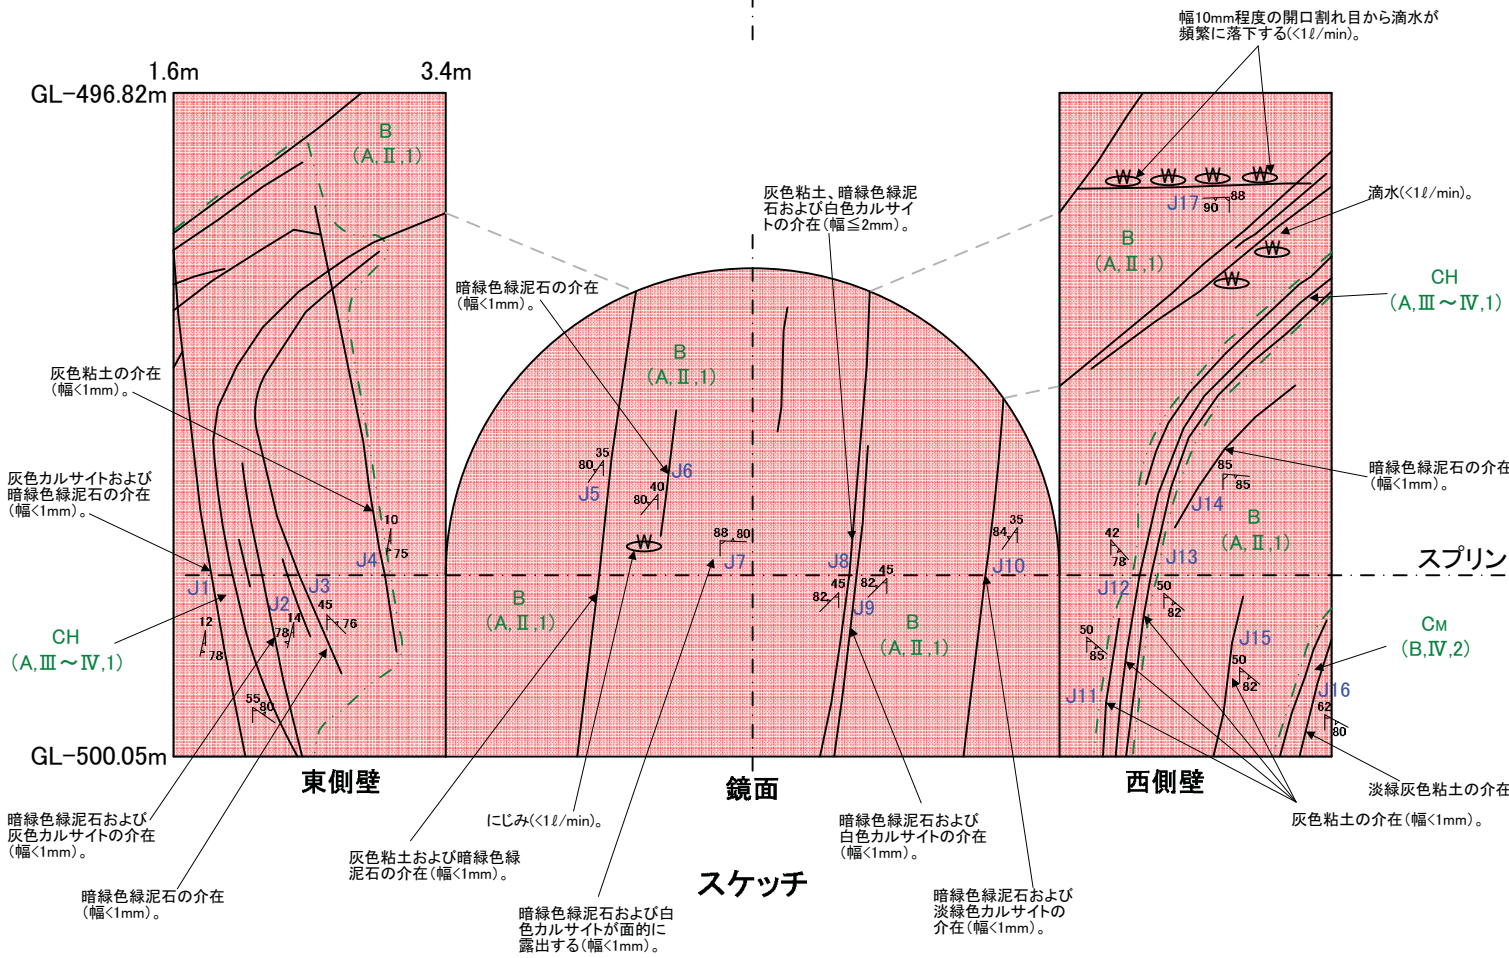 幅10mm程度の開口割れ目から滴水が
頻繁に落下する(<1ℓ/min)。
1.6m
3.4m
GL-496.82m
B
(A,Ⅱ,1)
灰色粘土、暗緑色緑泥
石および白色カルサイ
トの介在(幅≦2mm)。
W
W
W
W
滴水(<1ℓ/min)。
J17
88
90
B
(A,Ⅱ,1)
W
W
CH
(A,Ⅲ～Ⅳ,1)
暗緑色緑泥石の介在
(幅<1mm)。
B
(A,Ⅱ,1)
灰色粘土の介在
(幅<1mm)。
灰色カルサイトおよび
暗緑色緑泥石の介在
(幅<1mm)。
35
80
J5
J6
40
80
W
88
80
J7
J8
J9
45
82
45
82
35
84
J10
暗緑色緑泥石の介在
(幅<1mm)。
85
85
J14
B
(A,Ⅱ,1)
42
78
J12
J13
スプリン
10
75
J4
J1
J2
J3
12
78
14
78
45
76
55
80
CH
(A,Ⅲ～Ⅳ,1)
B
(A,Ⅱ,1)
B
(A,Ⅱ,1)
50
82
50
85
J11
J15
50
82
CM
(B,Ⅳ,2)
J16
62
80
GL-500.05m
東側壁
鏡面
西側壁
淡緑灰色粘土の介在
灰色粘土の介在(幅<1mm)。
暗緑色緑泥石および
灰色カルサイトの介在
(幅<1mm)。
暗緑色緑泥石の介在
(幅<1mm)。
にじみ(<1ℓ/min)。
灰色粘土および暗緑色緑
泥石の介在(幅<1mm)。
暗緑色緑泥石および白
色カルサイトが面的に
露出する(幅<1mm)。
暗緑色緑泥石および
白色カルサイトの介在
(幅<1mm)。
暗緑色緑泥石および
淡緑色カルサイトの
介在(幅<1mm)。
スケッチ